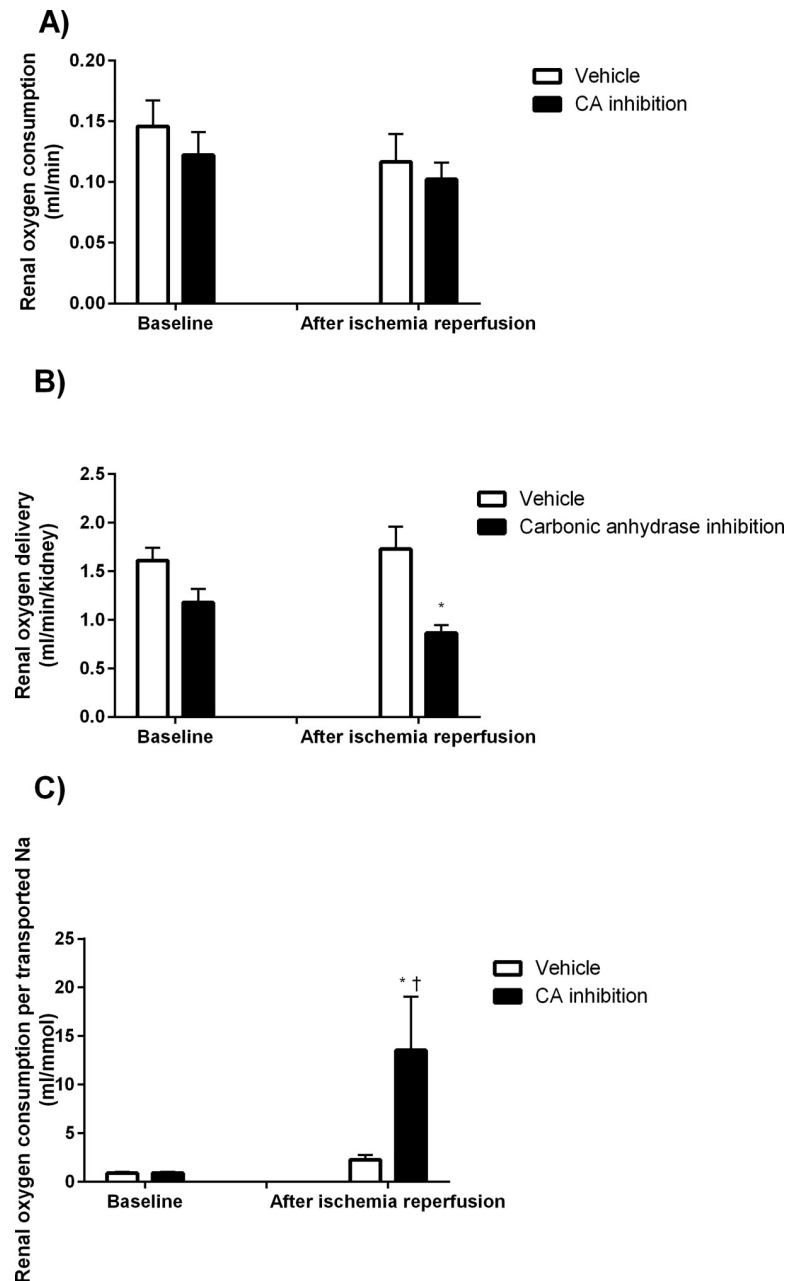 A)
Renal oxygen consumption
(ml/min)
0.20
0.15
0.10
0.05
0.00
Baseline
After ischemia reperfusion
Vehicle
CA inhibition
B)
Renal oxygen delivery
(ml/min/kidney)
2.5
2.0
1.5
1.0
0.5
0.0
*
Baseline
After ischemia reperfusion
Vehicle
Carbonic anhydrase inhibition
C)
Renal oxygen consumption per transported Na
(ml/mmol)
25
20
15
10
5
0
* †
Baseline
After ischemia reperfusion
Vehicle
CA inhibition